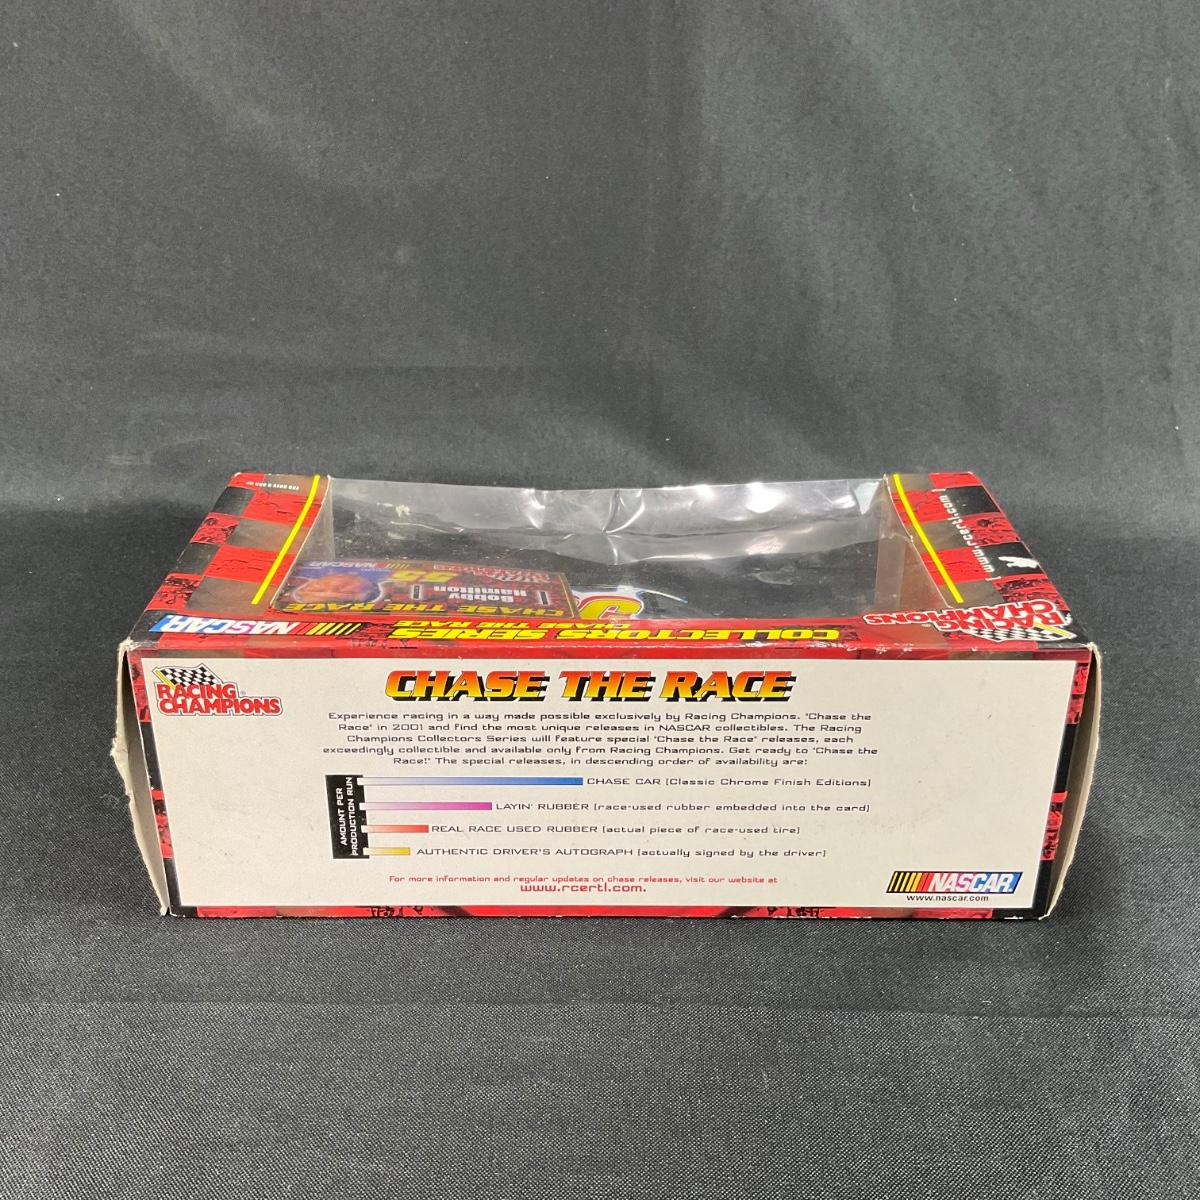 www.rcertl.com
RACING
CHAMPIONS
NASCAR
55
Bobby
Hamilton
CHASE THE RACE
COLLECTORS SERIES
CHASE THE RACE
NASCAR
RACING
CHAMPIONS
CHASE THE RACE
Experience racing in a way made possible exclusively by Racing Champions. "Chase the
Race" in 2001 and find the most unique releases in NASCAR collectibles. The Racing
Champions Collectors Series will feature special "Chase the Race" releases, each
exceedingly collectible and available only from Racing Champions. Get ready to "Chase the
Race!" The special releases, in descending order of availability are:
AMOUNT PER
PRODUCTION RUN
CHASE CAR (Classic Chrome Finish Editions)
LAYIN' RUBBER (race-used rubber embedded into the card)
REAL RACE USED RUBBER (actual piece of race-used tire)
AUTHENTIC DRIVER'S AUTOGRAPH (actually signed by the driver)
For more information and regular updates on chase releases, visit our website at
www.rcertl.com.
NASCAR
www.nascar.com